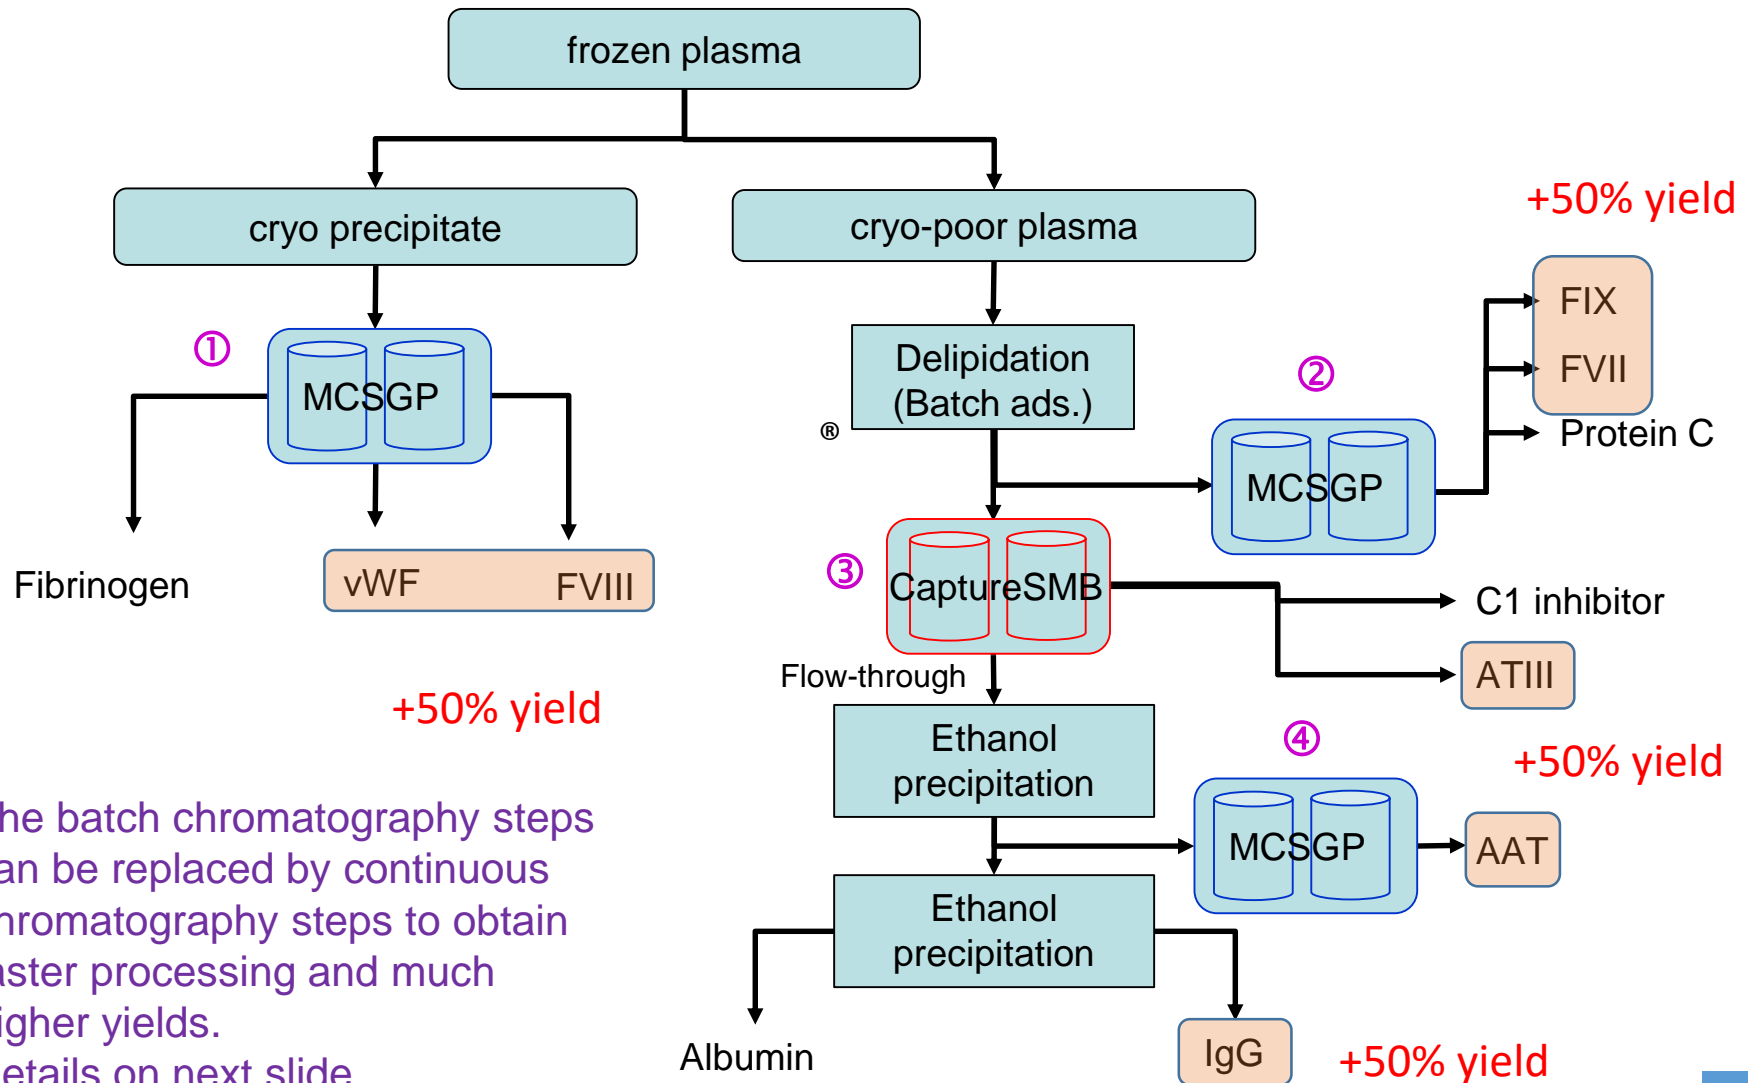 frozen plasma
cryo precipitate
cryo-poor plasma
+50% yield
①
MCSGP
Delipidation
(Batch ads.)
®
②
MCSGP
FIX
FVII
Protein C
Fibrinogen
vWF
FVIII
+50% yield
③
CaptureSMB
C1 inhibitor
ATIII
Flow-through
Ethanol
precipitation
④
MCSGP
+50% yield
AAT
Ethanol
precipitation
Albumin
IgG
+50% yield
he batch chromatography steps
an be replaced by continuous
hromatography steps to obtain
aster processing and much
igher yields.
etails on next slide